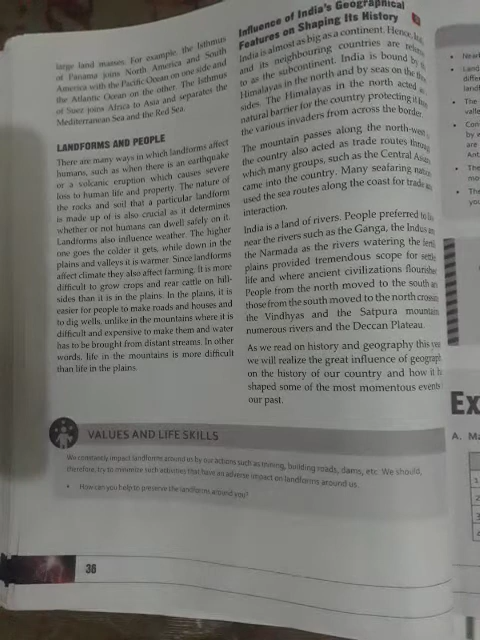 large land masses. For example, the Isthmus
of Panama joins North America and South
America with the Pacific Ocean on one side and
the Atlantic Ocean on the other. The Isthmus
of Suez joins Africa to Asia and separates the
Mediterranean Sea and the Red Sea.
LANDFORMS AND PEOPLE
There are many ways in which landforms affect
humans, such as when there is an earthquake
or a volcanic eruption which causes severe
loss to human life and property. The nature of
the rocks and soil that a particular landform
is made up of is also crucial as it determines
whether or not humans can dwell safely on it.
Landforms also influence weather. The higher
one goes the colder it gets, while down in the
plains and valleys it is warmer. Since landforms
affect climate they also affect farming. It is more
difficult to grow crops and rear cattle on hill-
sides than it is in the plains. In the plains, it is
easier for people to make roads and houses and
to dig wells, unlike in the mountains where it is
difficult and expensive to make them and water
has to be brought from distant streams. In other
words, life in the mountains is more difficult
than life in the plains.
Influence of India's Geographical
Features on Shaping Its History
India is almost as big as a continent. Hence,
and its neighbouring countries are
to as the subcontinent. India is bound by
Himalayas in the north and by seas on the
sides. The Himalayas in the north acted
natural barrier for the country protecting it
the various invaders from across the border.
The mountain passes along the north-west
the country also acted as trade routes
which many groups, such as the Central
came into the country. Many seafaring
used the sea routes along the coast for trade
interaction.
India is a land of rivers. People preferred to
near the rivers such as the Ganga, the Indus
the Narmada as the rivers watering the
plains provided tremendous scope for
life and where ancient civilizations
People from the north moved to the south
those from the south moved to the north
the Vindhyas and the Satpura
numerous rivers and the Deccan Plateau.
As we read on history and geography this
we will realize the great influence of
on the history of our country and how it
shaped some of the most momentous events
our past.
VALUES AND LIFE SKILLS
We constantly impact landforms around us by our actions such as mining, building roads, dams, etc. We should,
therefore, try to minimize such activities that have an adverse impact on landforms around us.
• How can you help to preserve the landforms around you?
36
• The
• Con
are
• The
• The
Ex
A.
1
2
3